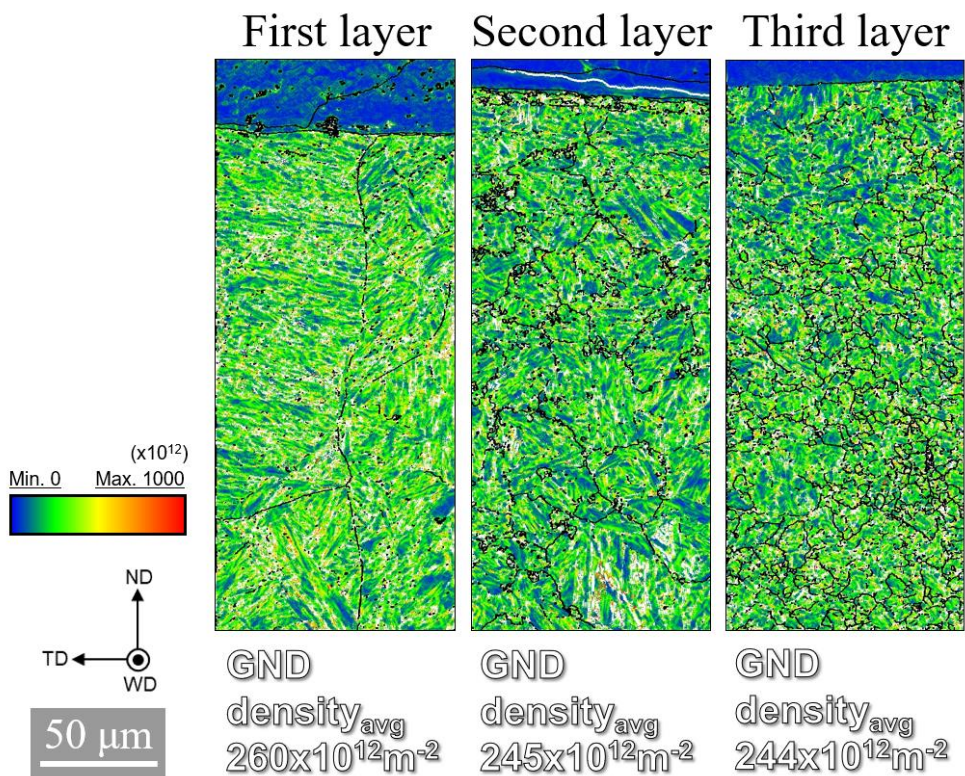 First layer Second layer Third layer
(x10¹²)
Min. 0 Max. 1000
ND
TD
WD
50 μm
GND
density_avg
260x10¹²m⁻²
GND
density_avg
245x10¹²m⁻²
GND
density_avg
244x10¹²m⁻²